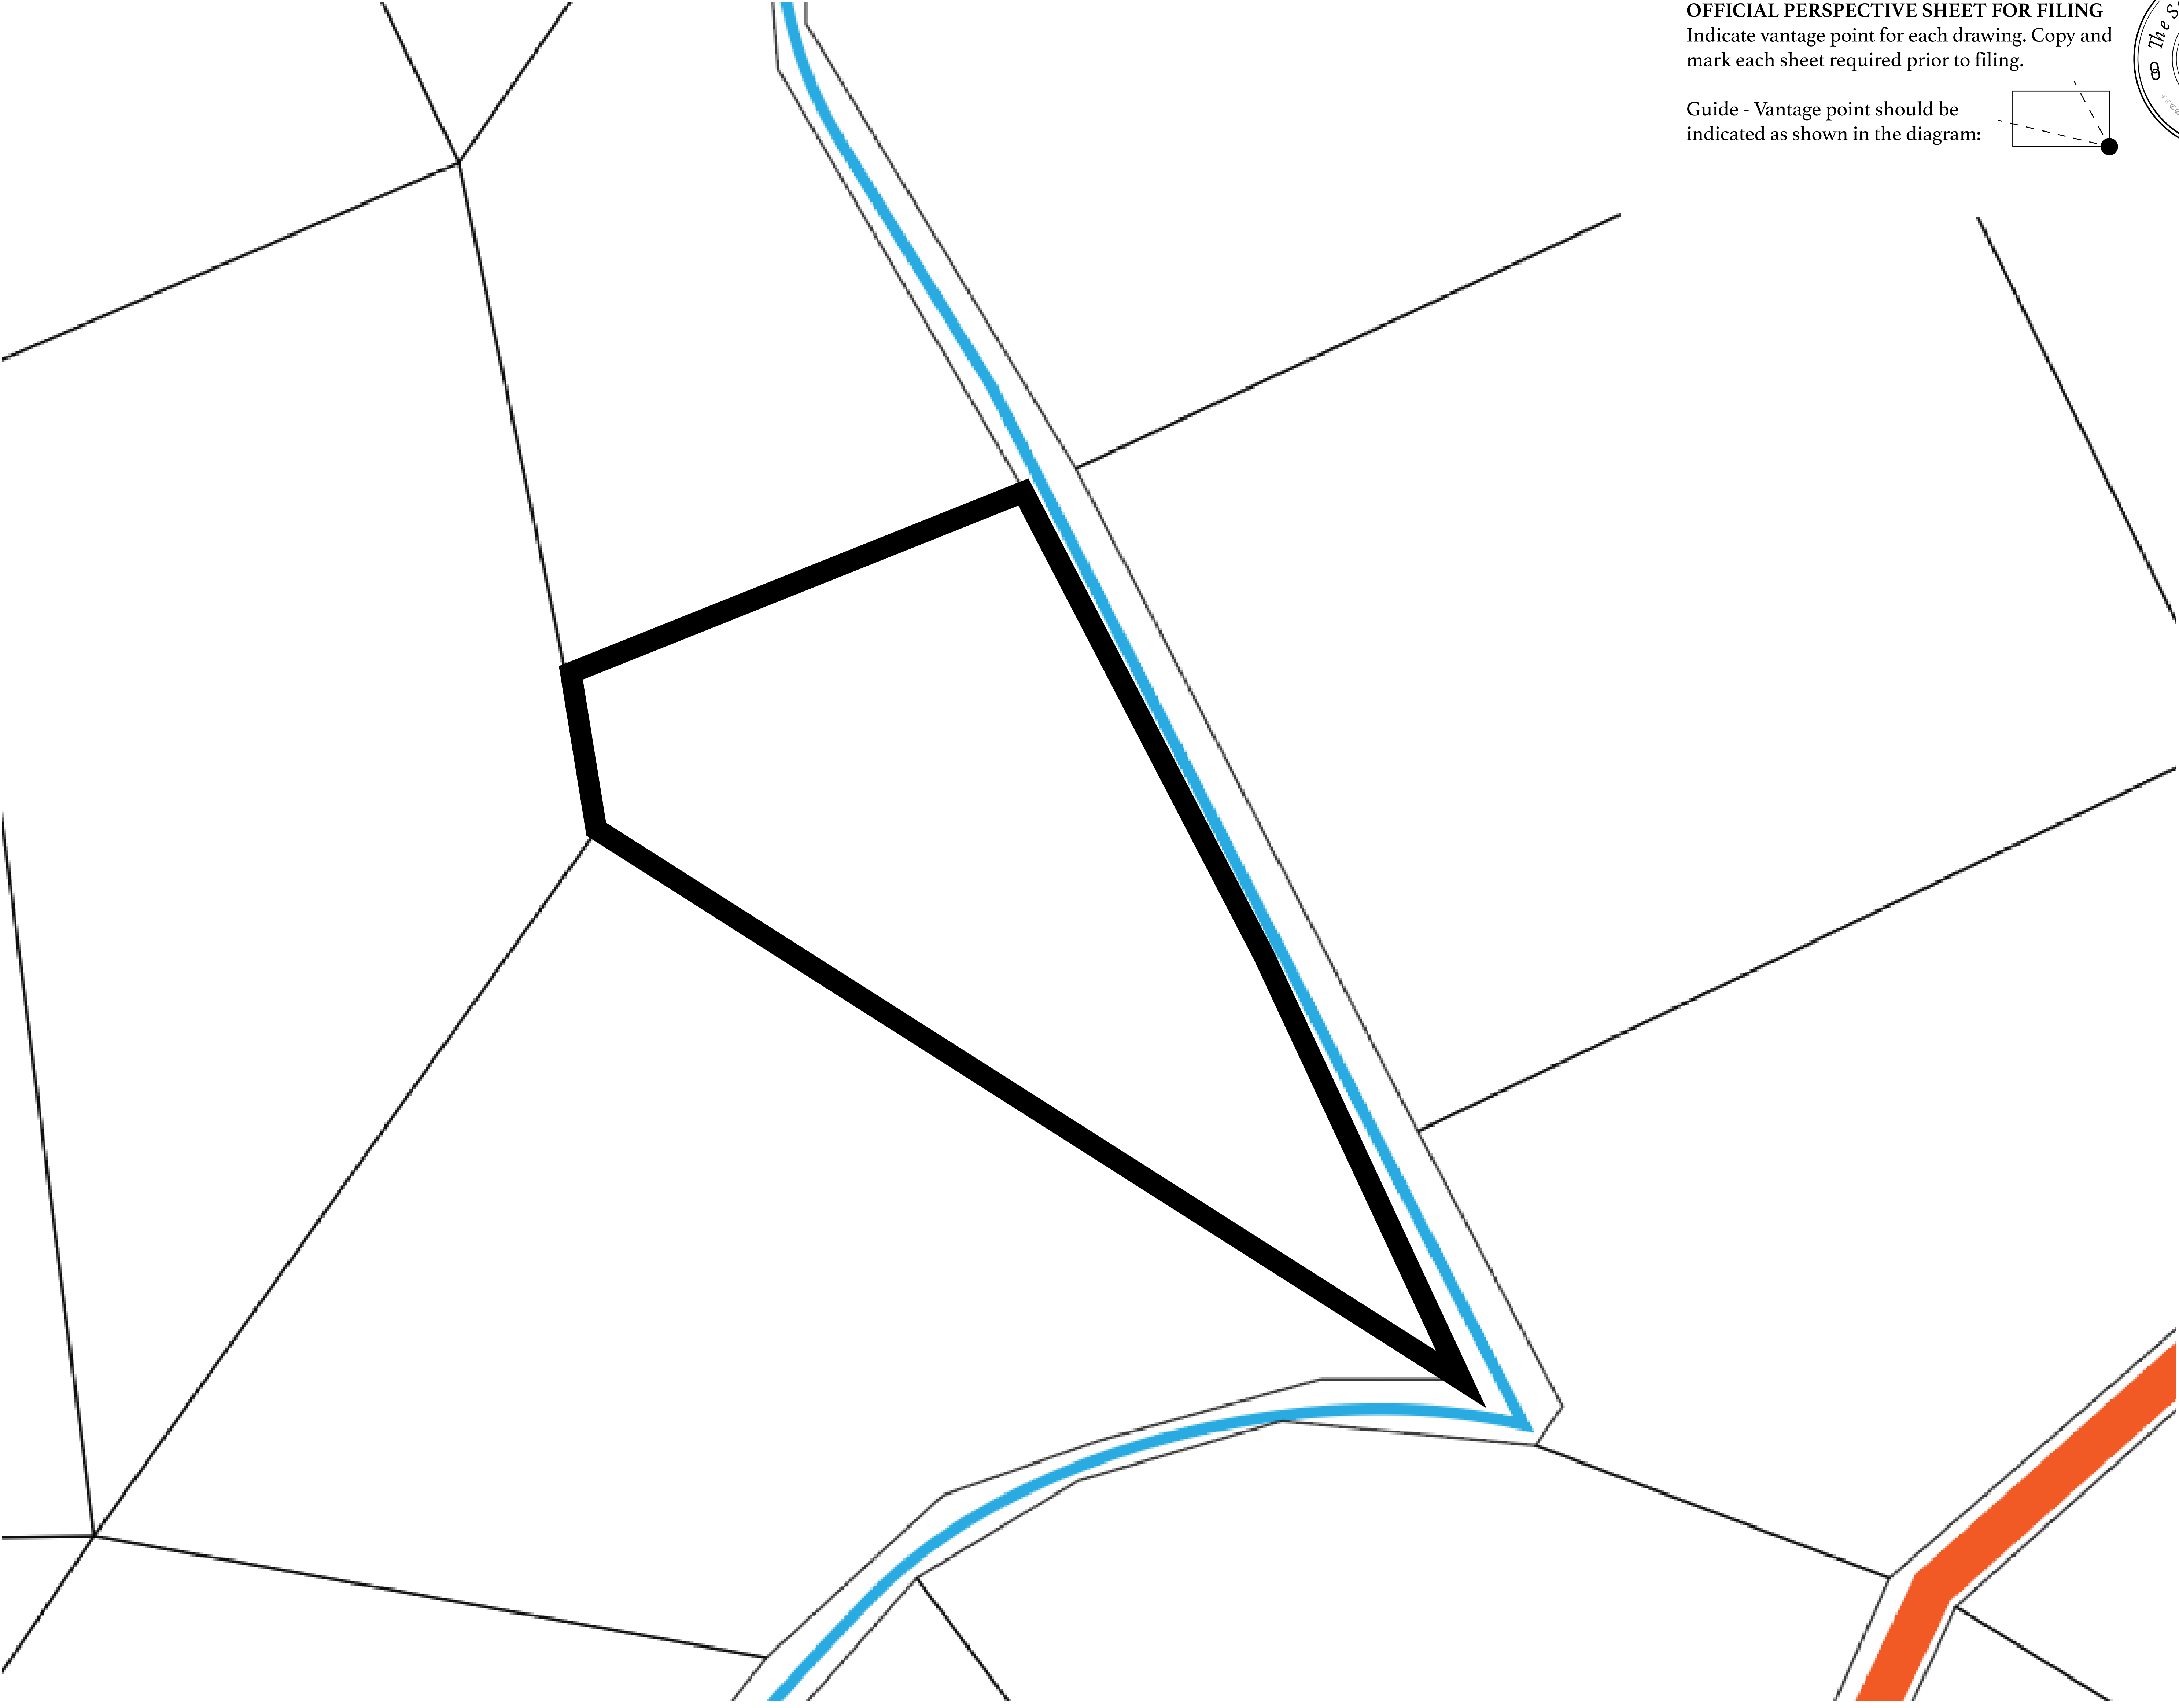 OFFICIAL PERSPECTIVE SHEET FOR FILING
Indicate vantage point for each drawing. Copy and
mark each sheet required prior to filing.
Guide - Vantage point should be
indicated as shown in the diagram:
The